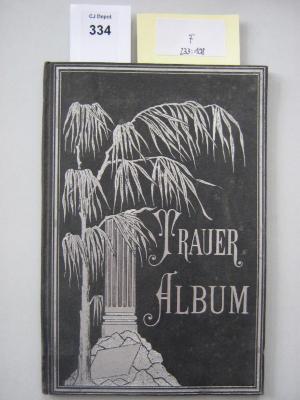 CJ Depot
334
F
233:108
TRAUER
ALBUM